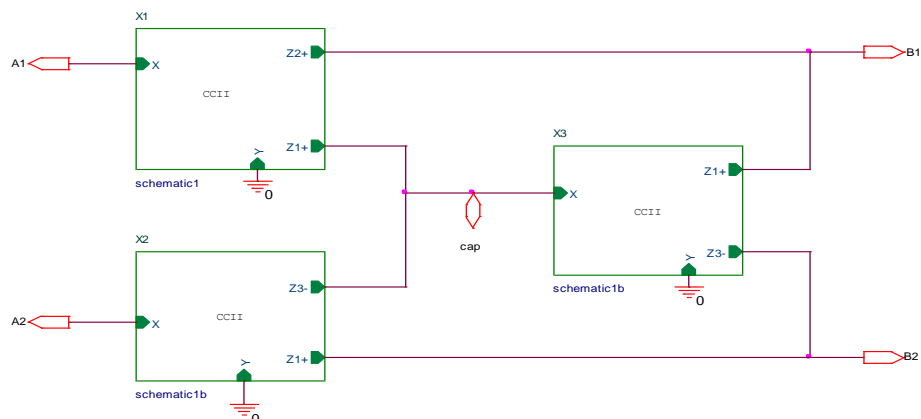 X1
A1
X
CCII
Z2+
B1
Z1+
Y
0
schematic1
X3
X
CCII
Z1+
Z3-
Y
0
schematic1b
cap
X2
A2
X
CCII
Z3-
Z1+
B2
Y
0
schematic1b